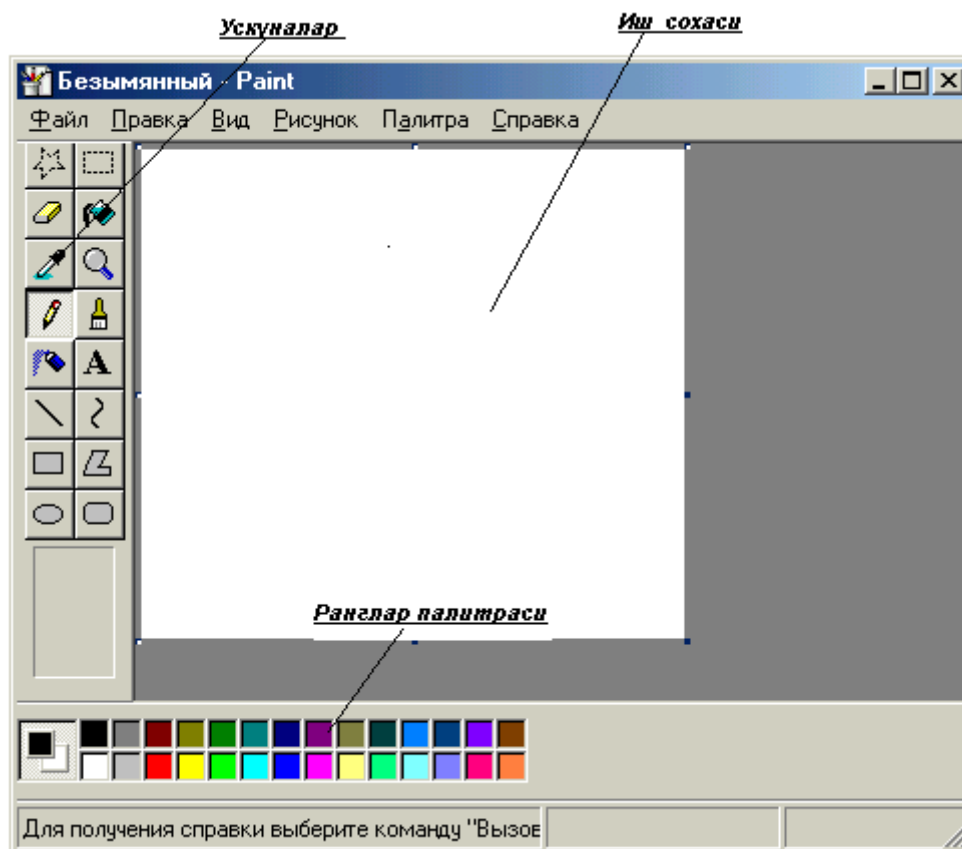 Ускуналар
Иш сохаси
Безымянный - Paint
Файл Правка Вид Рисунок Палитра Справка
A
Ранглар палитраси
Для получения справки выберите команду "Вызов